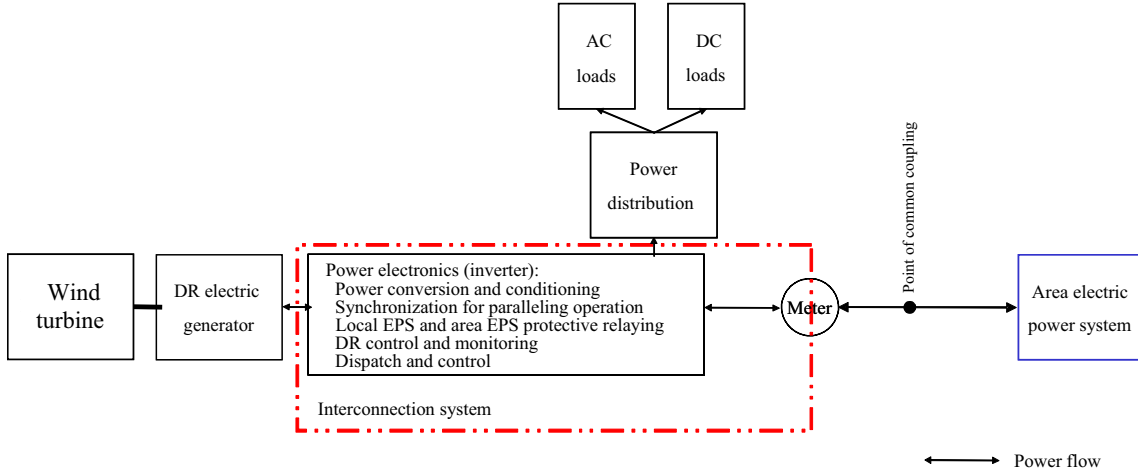 AC
loads
DC
loads
Power
distribution
Point of common coupling
Wind
turbine
DR electric
generator
Power electronics (inverter):
Power conversion and conditioning
Synchronization for paralleling operation
Local EPS and area EPS protective relaying
DR control and monitoring
Dispatch and control
Interconnection system
Meter
Area electric
power system
Power flow